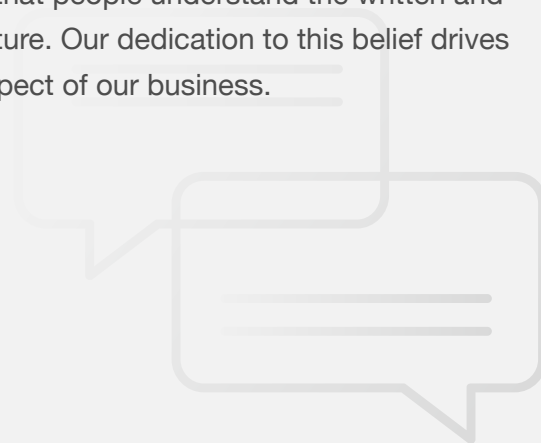 that people understand the written and
ture. Our dedication to this belief drives
pect of our business.